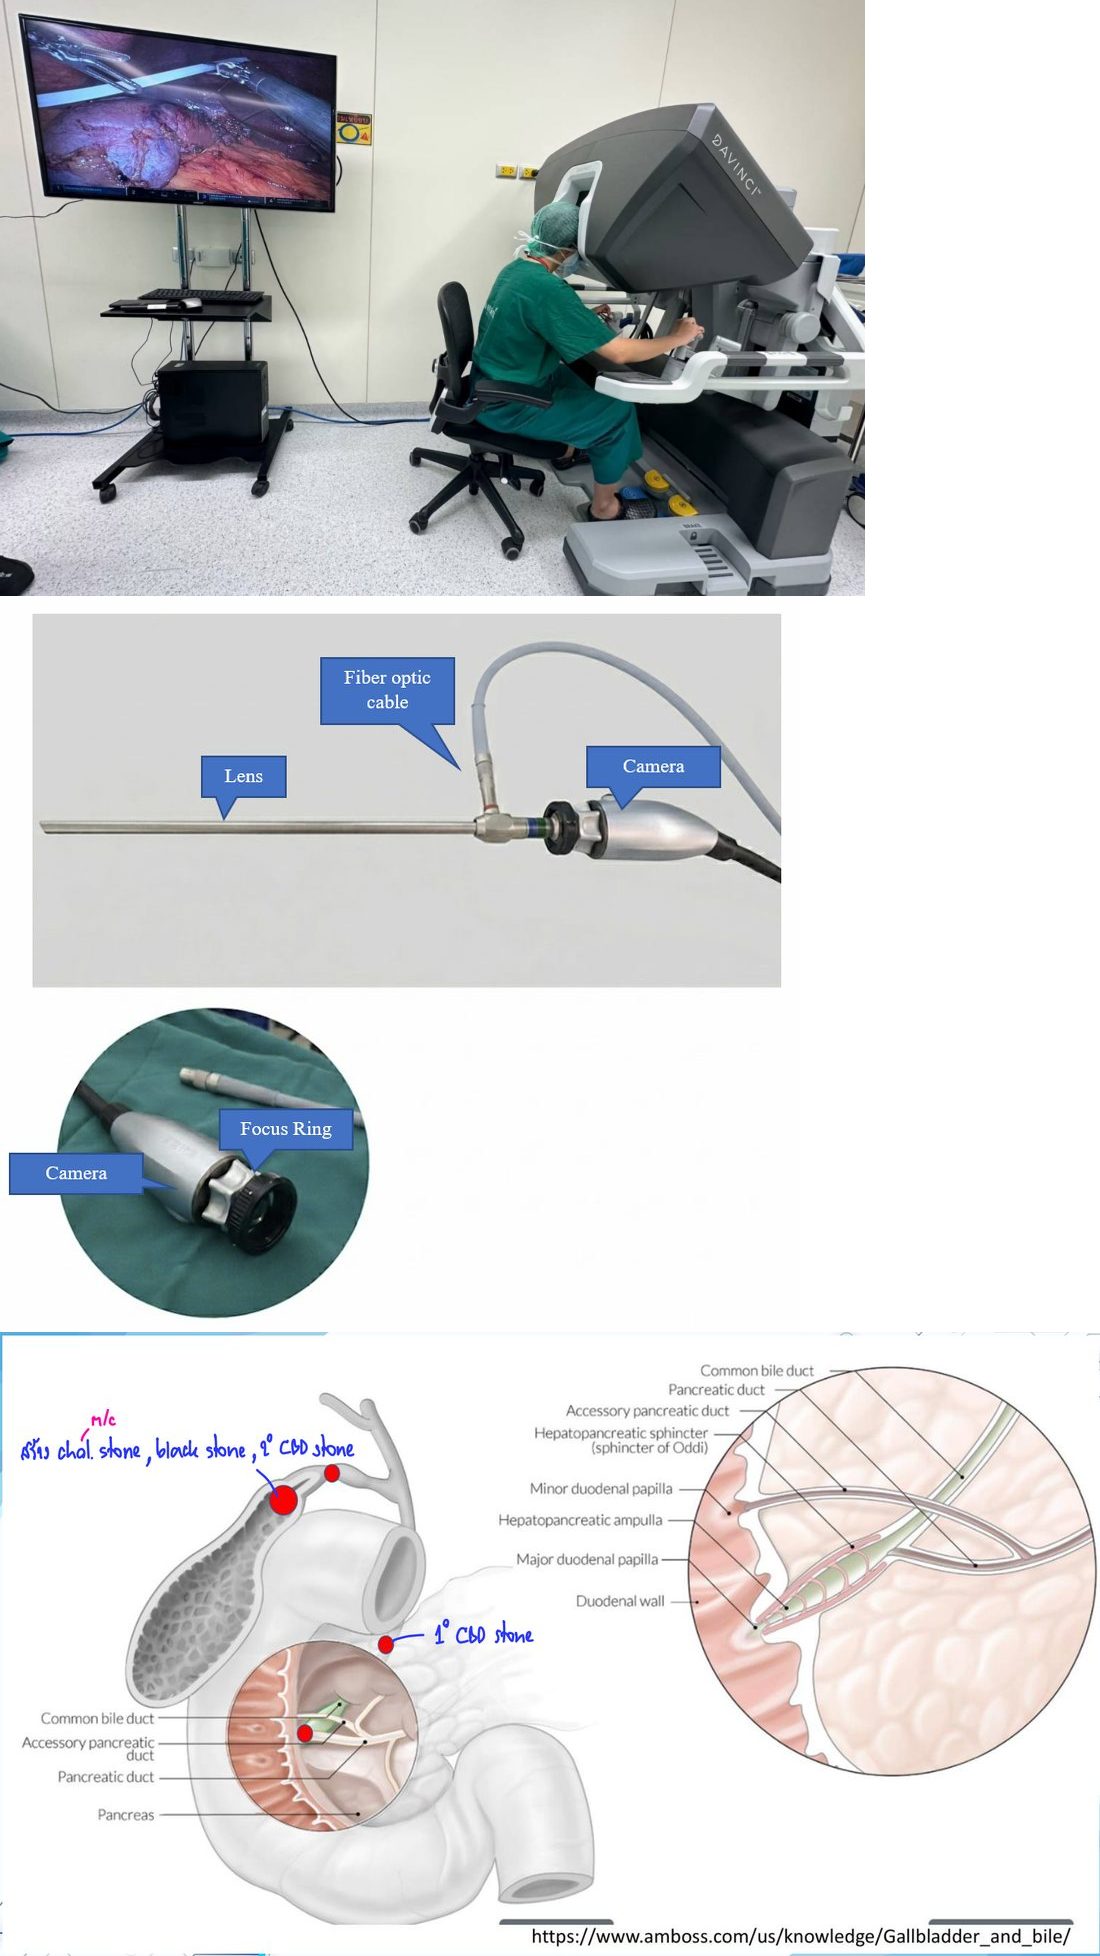 DAVINCI™
BRAKE
Fiber optic
cable
Lens
Camera
Focus Ring
Camera
m/c
สร้าง chol. stone, black stone, 2° CBD stone
1° CBD stone
Common bile duct
Accessory pancreatic
duct
Pancreatic duct
Pancreas
Common bile duct
Pancreatic duct
Accessory pancreatic duct
Hepatopancreatic sphincter
(sphincter of Oddi)
Minor duodenal papilla
Hepatopancreatic ampulla
Major duodenal papilla
Duodenal wall
https://www.amboss.com/us/knowledge/Gallbladder_and_bile/